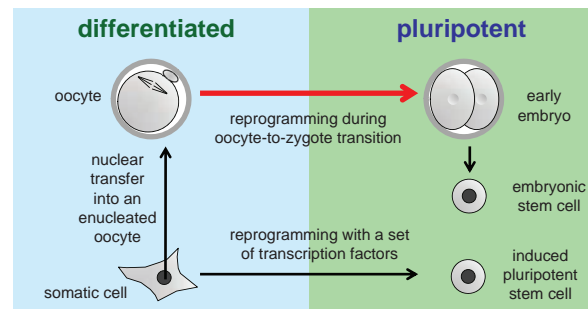 differentiated
pluripotent
oocyte
early
embryo
reprogramming during
oocyte-to-zygote transition
nuclear
transfer
into an
enucleated
oocyte
embryonic
stem cell
reprogramming with a set
of transcription factors
somatic cell
induced
pluripotent
stem cell